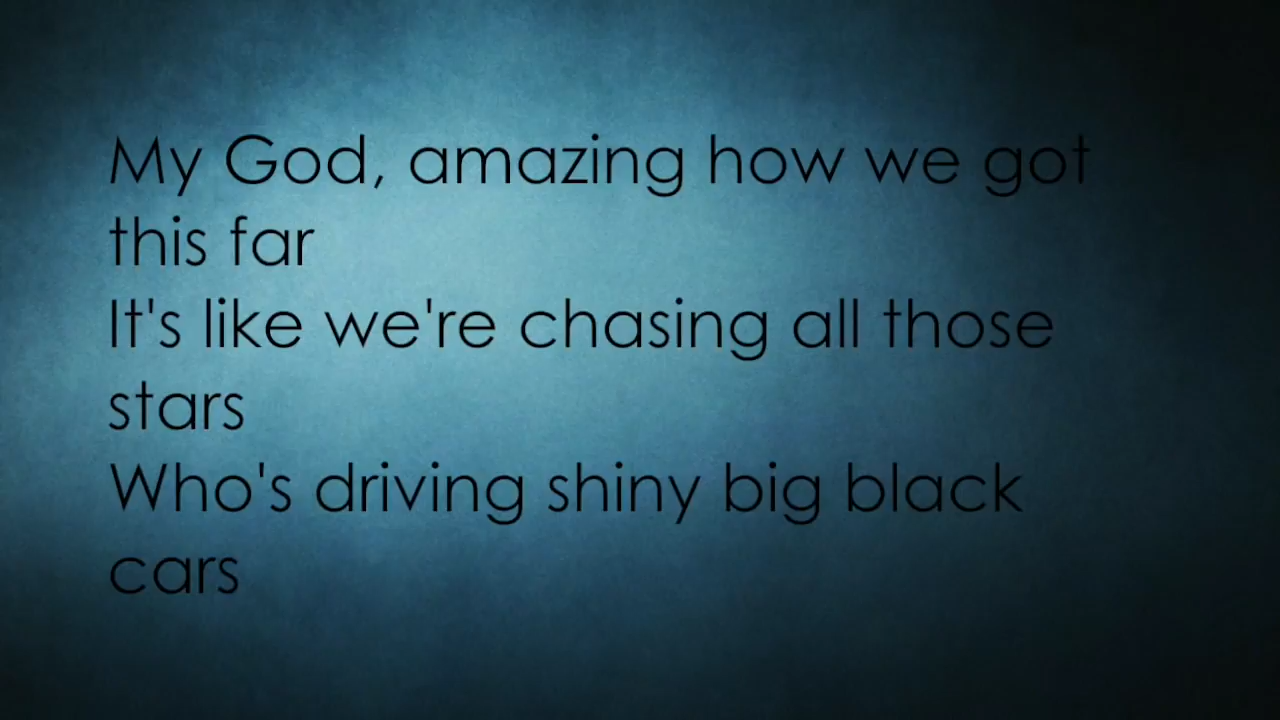 My God, amazing how we got
this far
It's like we're chasing all those
stars
Who's driving shiny big black
cars